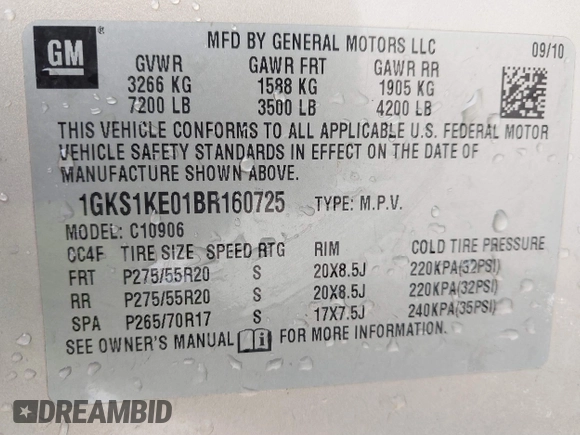 GM
MFD BY GENERAL MOTORS LLC 09/10
GVWR GAWR FRT GAWR RR
3266 KG 1588 KG 1905 KG
7200 LB 3500 LB 4200 LB
THIS VEHICLE CONFORMS TO ALL APPLICABLE U.S. FEDERAL MOTOR
VEHICLE SAFETY STANDARDS IN EFFECT ON THE DATE OF
MANUFACTURE SHOWN ABOVE.
1GKS1KE01BR160725 TYPE: M.P.V.
MODEL: C10906
CC4F TIRE SIZE SPEED RTG RIM COLD TIRE PRESSURE
FRT P275/55R20 S 20X8.5J 220KPA(32PSI)
RR P275/55R20 S 20X8.5J 220KPA(32PSI)
SPA P265/70R17 S 17X7.5J 240KPA(35PSI)
SEE OWNER'S MANUAL FOR MORE INFORMATION
DREAMBID